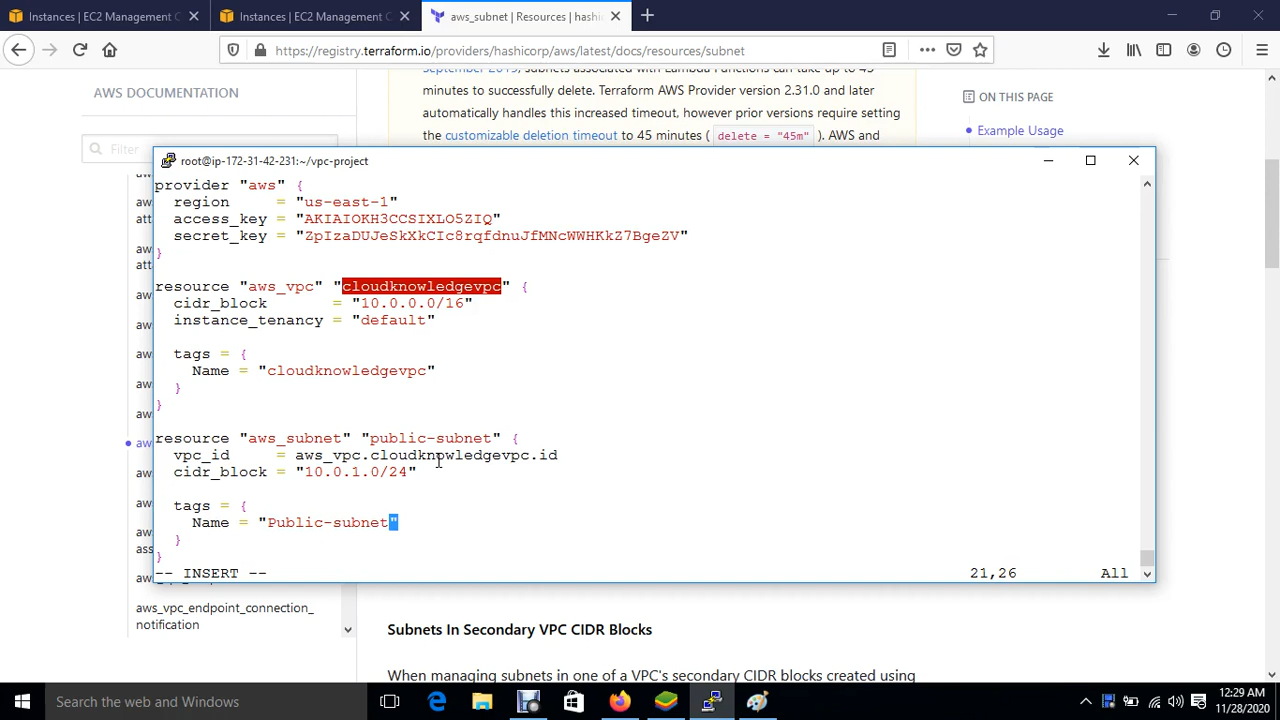 Instances | EC2 Management C
Instances | EC2 Management C
aws_subnet | Resources | hashi
https://registry.terraform.io/providers/hashicorp/aws/latest/docs/resources/subnet
AWS DOCUMENTATION
Filter
minutes to successfully delete. Terraform AWS Provider version 2.31.0 and later
automatically handles this increased timeout, however prior versions require setting
the customizable deletion timeout to 45 minutes ( delete = "45m" ). AWS and
ON THIS PAGE
Example Usage
root@ip-172-31-42-231:~/vpc-project
provider "aws" {
region = "us-east-1"
access_key = "AKIAIOKH3CCSIXLO5ZIQ"
secret_key = "ZpIzaDUJeSkXkCIc8rqfdnuJfMNcWWHKkZ7BgeZV"
}
resource "aws_vpc" "cloudknowledgevpc" {
cidr_block = "10.0.0.0/16"
instance_tenancy = "default"
tags = {
Name = "cloudknowledgevpc"
}
}
resource "aws_subnet" "public-subnet" {
vpc_id = aws_vpc.cloudknowledgevpc.id
cidr_block = "10.0.1.0/24"
tags = {
Name = "Public-subnet"
}
}
-- INSERT -- 21,26 All
aws_vpc_endpoint_connection_
notification
Subnets In Secondary VPC CIDR Blocks
When managing subnets in one of a VPC's secondary CIDR blocks created using
Search the web and Windows
12:29 AM
11/28/2020